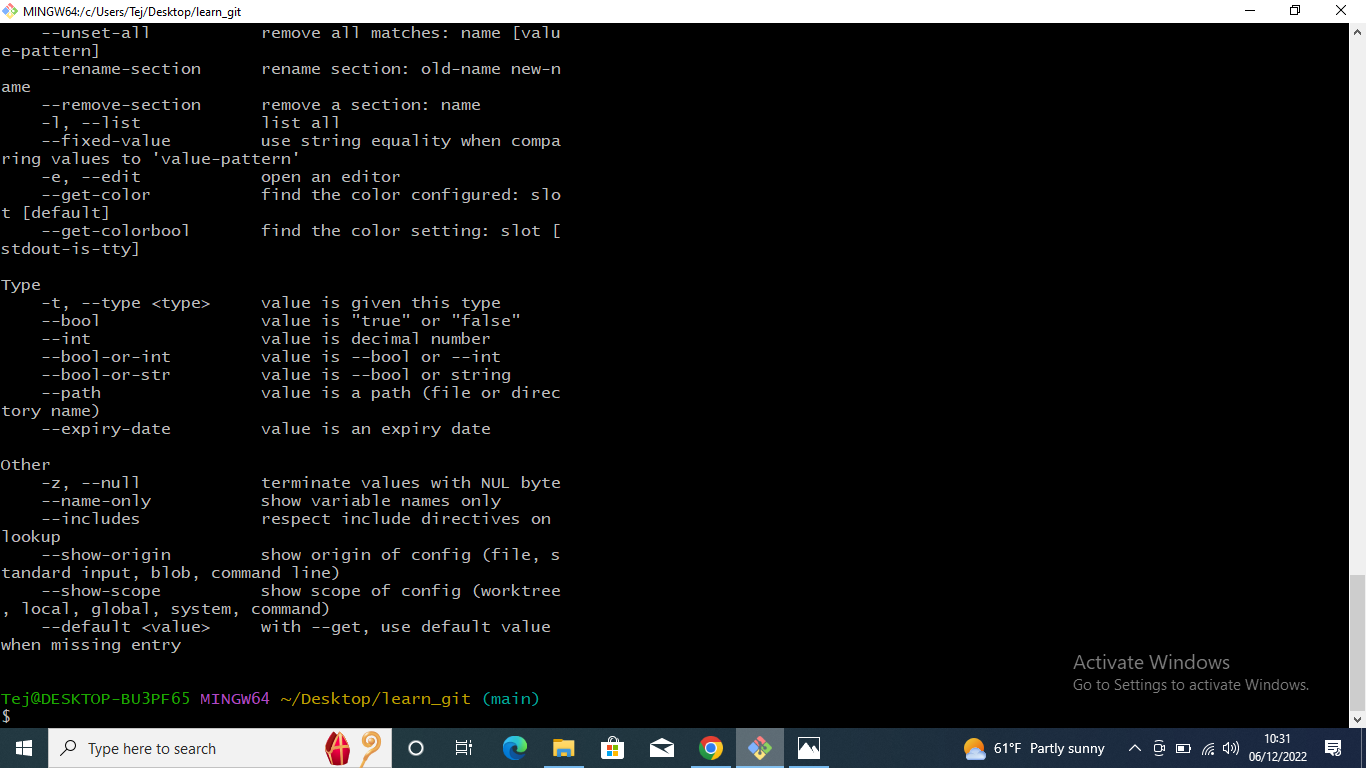 MINGW64:/c/Users/Tej/Desktop/learn_git
    --unset-all           remove all matches: name [valu
e-pattern]
    --rename-section      rename section: old-name new-n
ame
    --remove-section      remove a section: name
    -l, --list            list all
    --fixed-value         use string equality when compa
ring values to 'value-pattern'
    -e, --edit            open an editor
    --get-color           find the color configured: slo
t [default]
    --get-colorbool       find the color setting: slot [
stdout-is-tty]

Type
    -t, --type <type>     value is given this type
    --bool                value is "true" or "false"
    --int                 value is decimal number
    --bool-or-int         value is --bool or --int
    --bool-or-str         value is --bool or string
    --path                value is a path (file or direc
tory name)
    --expiry-date         value is an expiry date

Other
    -z, --null            terminate values with NUL byte
    --name-only           show variable names only
    --includes            respect include directives on
lookup
    --show-origin         show origin of config (file, s
tandard input, blob, command line)
    --show-scope          show scope of config (worktree
, local, global, system, command)
    --default <value>     with --get, use default value
when missing entry

Tej@DESKTOP-BU3PF65 MINGW64 ~/Desktop/learn_git (main)
$
Activate Windows
Go to Settings to activate Windows.
Type here to search
61°F Partly sunny
10:31
06/12/2022